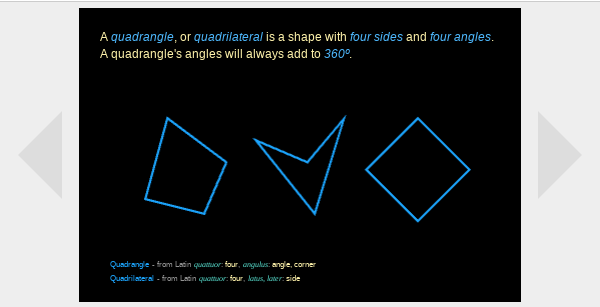 A quadrangle, or quadrilateral is a shape with four sides and four angles.
A quadrangle's angles will always add to 360º.
Quadrangle - from Latin quattuor: four, angulus: angle, corner
Quadrilateral - from Latin quattuor: four, latus, later: side